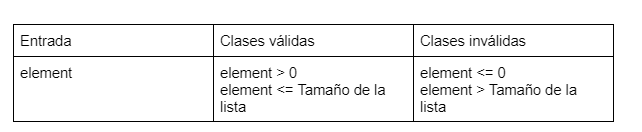 Entrada
Clases válidas
Clases inválidas
element
element > 0
element <= Tamaño de la
lista
element <= 0
element > Tamaño de la
lista